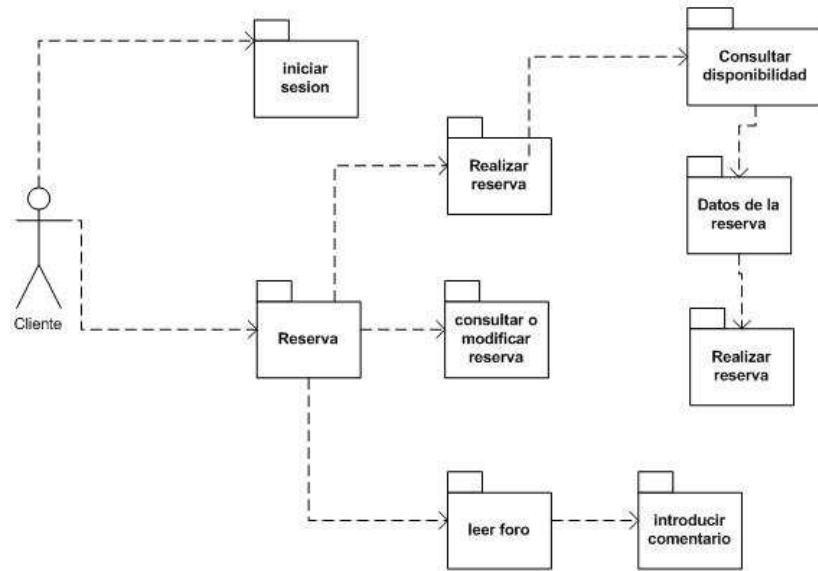 iniciar
sesion
Consultar
disponibilidad
Realizar
reserva
Datos de la
reserva
Cliente
Reserva
consultar o
modificar
reserva
Realizar
reserva
leer foro
introducir
comentario